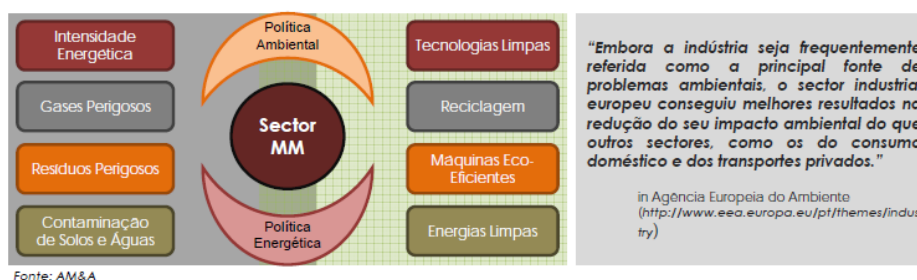 Intensidade
Energética
Gases Perigosos
Resíduos Perigosos
Contaminação
de Solos e Águas
Política
Ambiental
Sector
MM
Política
Energética
Tecnologias Limpas
Reciclagem
Maquinas Eco-
Eficientes
Energias Limpas
“Embora a indústria seja frequentemente
referida como a principal fonte de
problemas ambientais, o sector industria
europeu conseguiu melhores resultados na
redução do seu impacto ambiental do que
outros sectores, como os do consumo
doméstico e dos transportes privados.”
in Agência Europeia do Ambiente
(http://www.eea.europa.eu/pt/themes/indus
try)
Fonte: AM&A